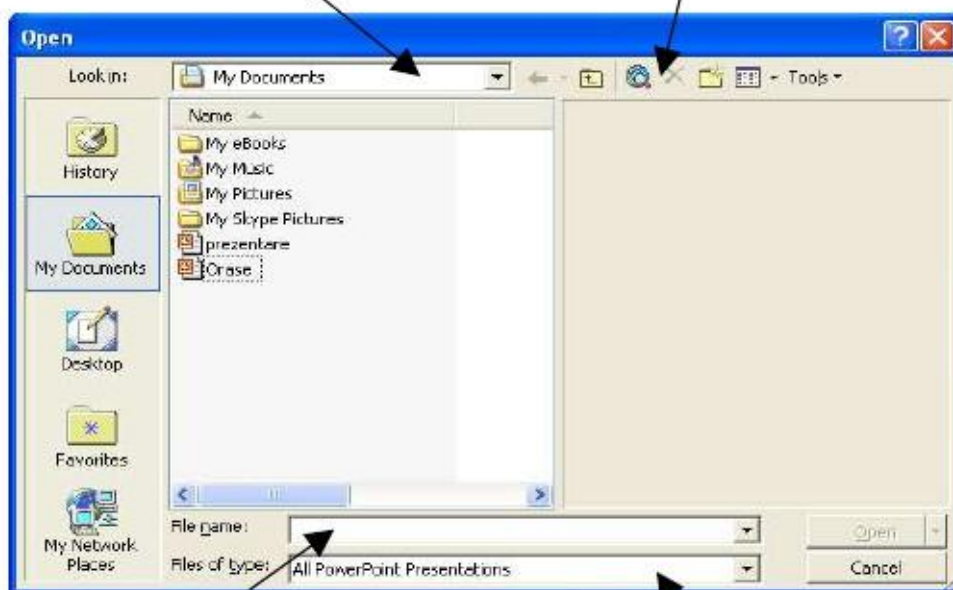 Open
Look in: My Documents Tools
Name
My eBooks
My Music
My Pictures
My Skype Pictures
prezentare
Orase
History
My Documents
Desktop
Favorites
My Network
Places
File name: Open
Files of type: All PowerPoint Presentations Cancel